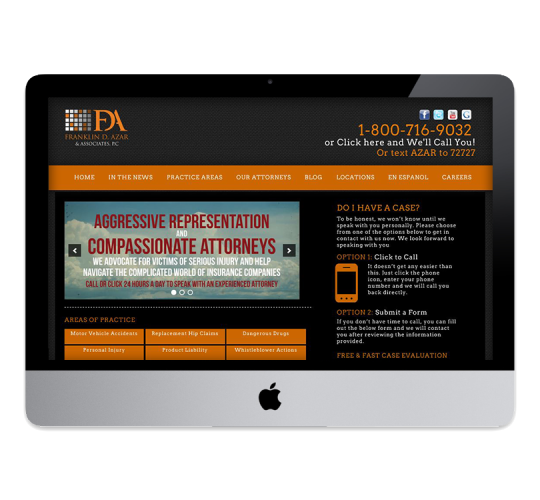 FDA
FRANKLIN D. AZAR
& ASSOCIATES, P.C.
1-800-716-9032
or Click here and We'll Call You!
Or text AZAR to 72727
HOME IN THE NEWS PRACTICE AREAS OUR ATTORNEYS BLOG LOCATIONS EN ESPANOL CAREERS
AGGRESSIVE REPRESENTATION
AND
COMPASSIONATE ATTORNEYS
WE ADVOCATE FOR VICTIMS OF SERIOUS INJURY AND HELP
NAVIGATE THE COMPLICATED WORLD OF INSURANCE COMPANIES
CALL OR CLICK 24 HOURS A DAY TO SPEAK WITH AN EXPERIENCED ATTORNEY
AREAS OF PRACTICE
Motor Vehicle Accidents Replacement Hip Claims Dangerous Drugs
Personal Injury Product Liability Whistleblower Actions
DO I HAVE A CASE?
To be honest, we won't know until we
speak with you personally. Please choose
from one of the options below to get in
contact with us now. We look forward to
speaking with you
OPTION 1: Click to Call
It doesn't get any easier than
this. Just click the phone
icon, enter your phone
number and we will call you
back directly.
OPTION 2: Submit a Form
If you don't have time to call, you can fill
out the below form and we will contact
you after reviewing the information
provided.
FREE & FAST CASE EVALUATION